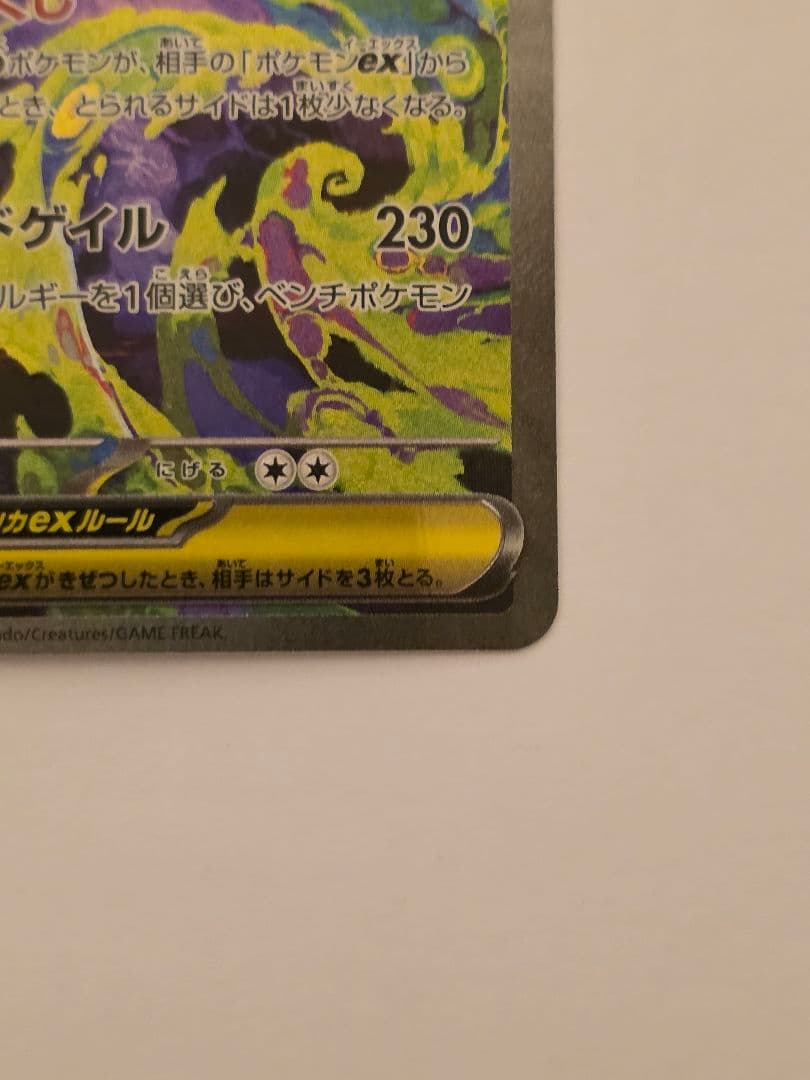 ポケモンが、相手の「ポケモンex」から
とき、とられるサイドは1枚少なくなる。
ドゲイル 230
ルギーを1個選び、ベンチポケモン
にげる
カexルール
exがきぜつしたとき、相手はサイドを3枚とる。
do/Creatures/GAME FREAK.